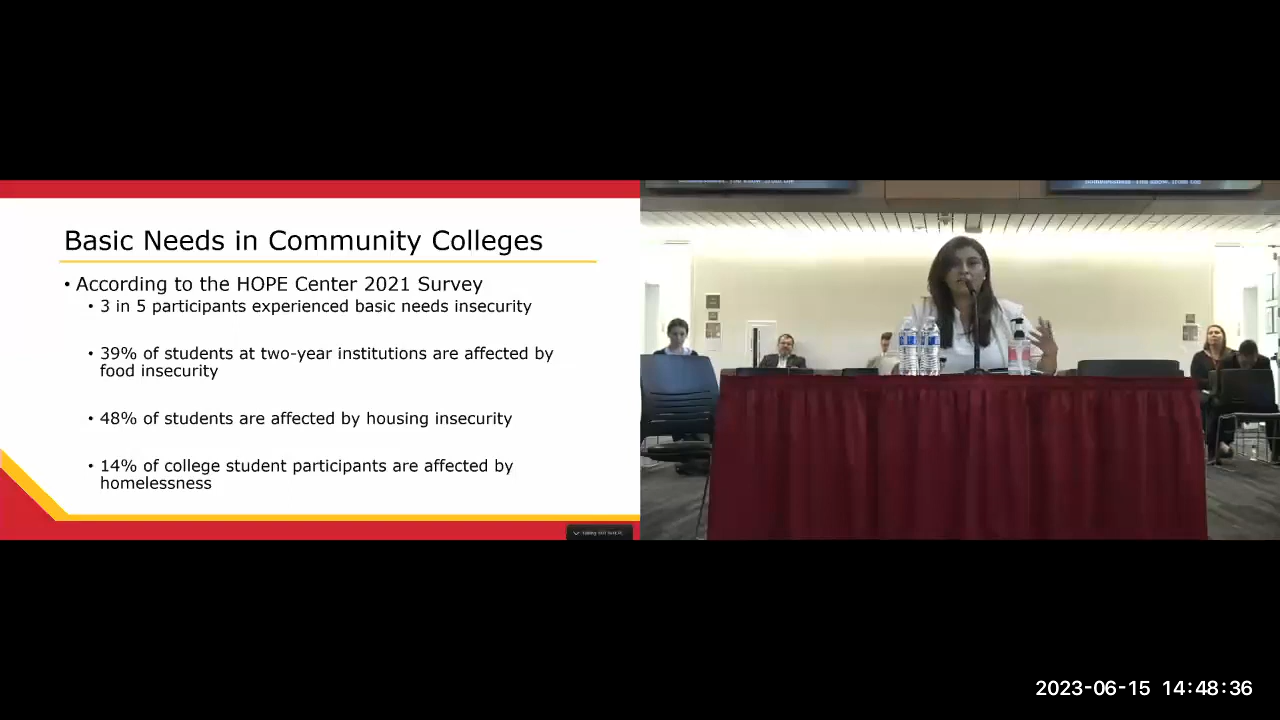 Basic Needs in Community Colleges
• According to the HOPE Center 2021 Survey
• 3 in 5 participants experienced basic needs insecurity
• 39% of students at two-year institutions are affected by
food insecurity
• 48% of students are affected by housing insecurity
• 14% of college student participants are affected by
homelessness
2023-06-15 14:48:36